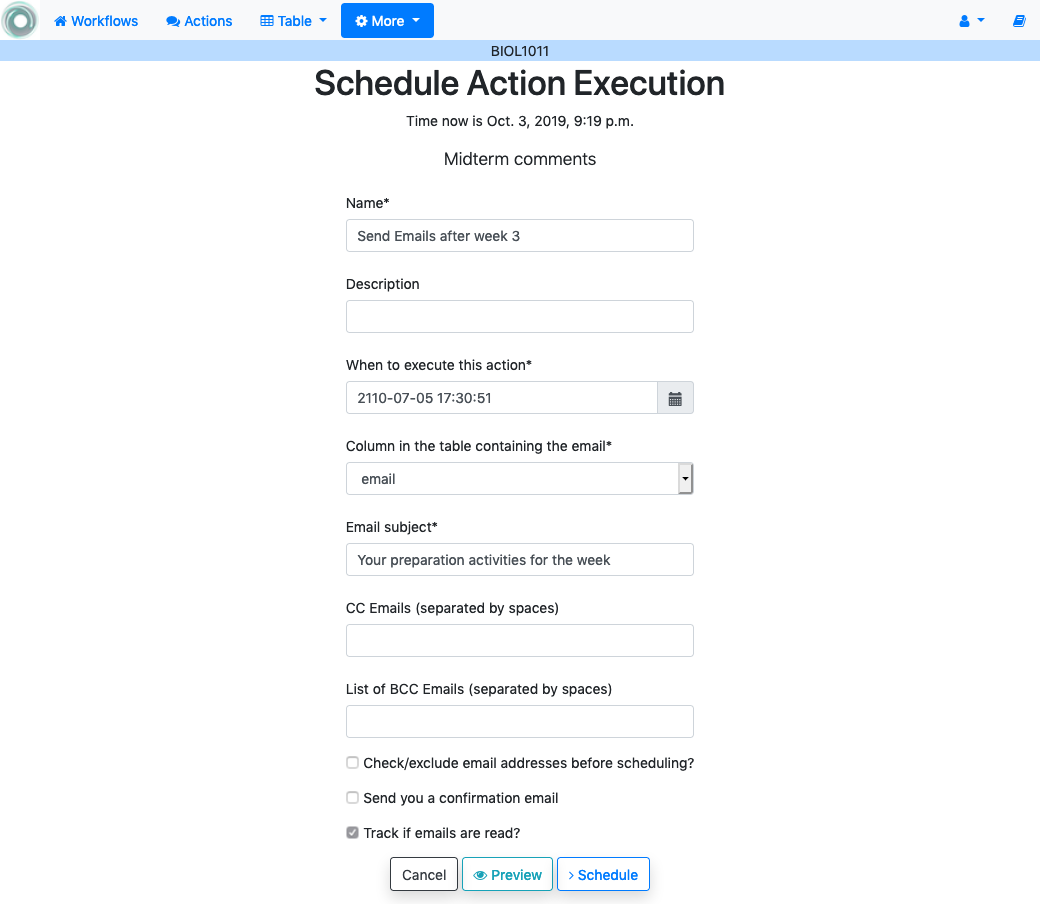 Workflows Actions Table More
BIOL1011
Schedule Action Execution
Time now is Oct. 3, 2019, 9:19 p.m.
Midterm comments
Name*
Send Emails after week 3
Description
When to execute this action*
2110-07-05 17:30:51
Column in the table containing the email*
email
Email subject*
Your preparation activities for the week
CC Emails (separated by spaces)
List of BCC Emails (separated by spaces)
Check/exclude email addresses before scheduling?
Send you a confirmation email
Track if emails are read?
Cancel Preview Schedule